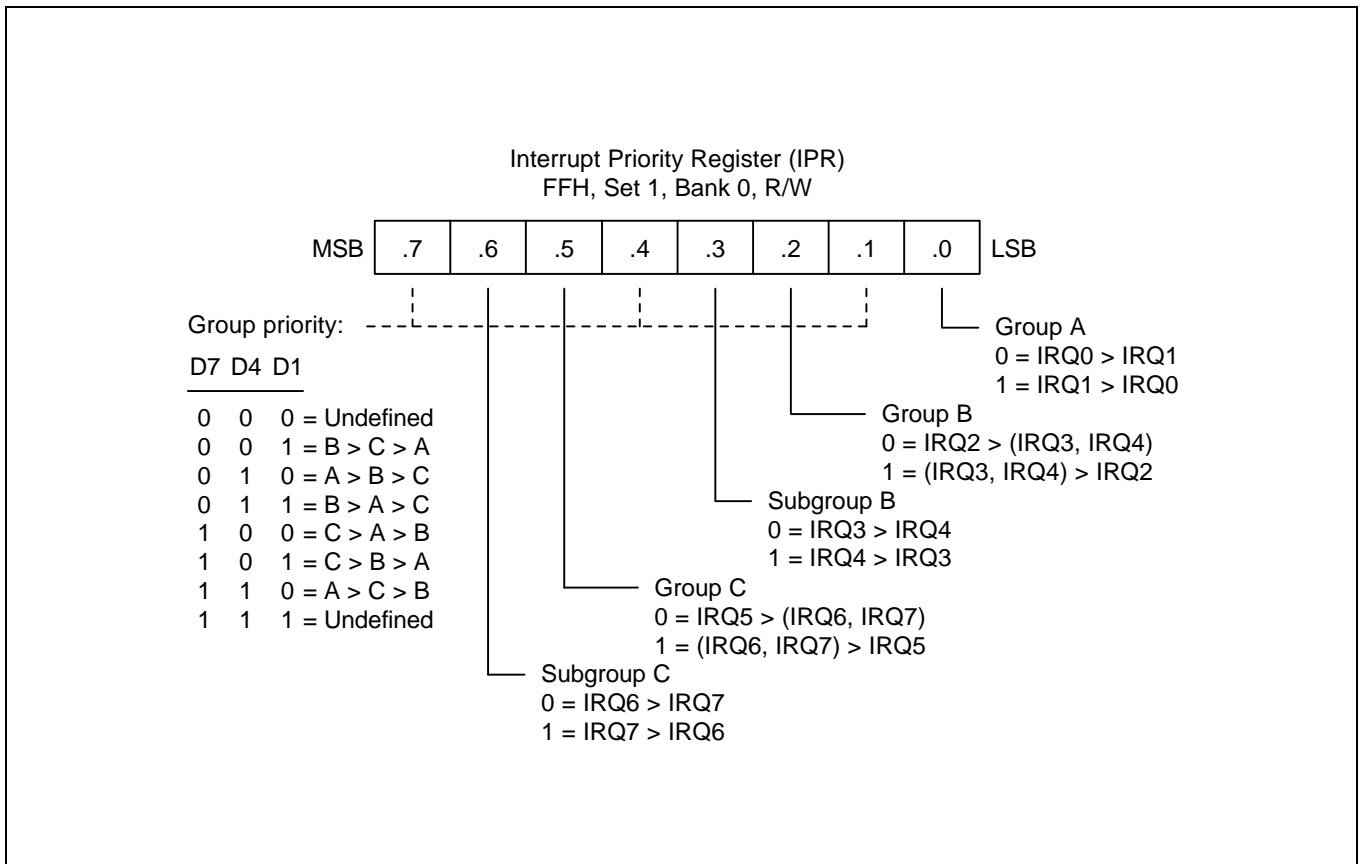 Interrupt Priority Register (IPR)
FFH, Set 1, Bank 0, R/W
MSB .7 .6 .5 .4 .3 .2 .1 .0 LSB
Group priority:
D7 D4 D1
0 0 0 = Undefined
0 0 1 = B > C > A
0 1 0 = A > B > C
0 1 1 = B > A > C
1 0 0 = C > A > B
1 0 1 = C > B > A
1 1 0 = A > C > B
1 1 1 = Undefined
Group A
0 = IRQ0 > IRQ1
1 = IRQ1 > IRQ0
Group B
0 = IRQ2 > (IRQ3, IRQ4)
1 = (IRQ3, IRQ4) > IRQ2
Subgroup B
0 = IRQ3 > IRQ4
1 = IRQ4 > IRQ3
Group C
0 = IRQ5 > (IRQ6, IRQ7)
1 = (IRQ6, IRQ7) > IRQ5
Subgroup C
0 = IRQ6 > IRQ7
1 = IRQ7 > IRQ6